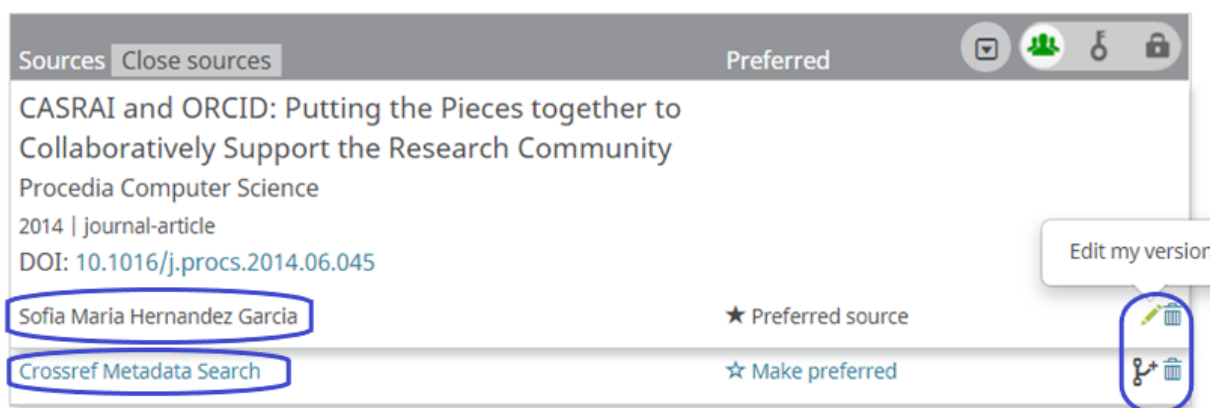 Sources Close sources Preferred
CASRAI and ORCID: Putting the Pieces together to
Collaboratively Support the Research Community
Procedia Computer Science
2014 | journal-article
DOI: 10.1016/j.procs.2014.06.045
Edit my version
Sofia Maria Hernandez Garcia ★ Preferred source
Crossref Metadata Search ☆ Make preferred